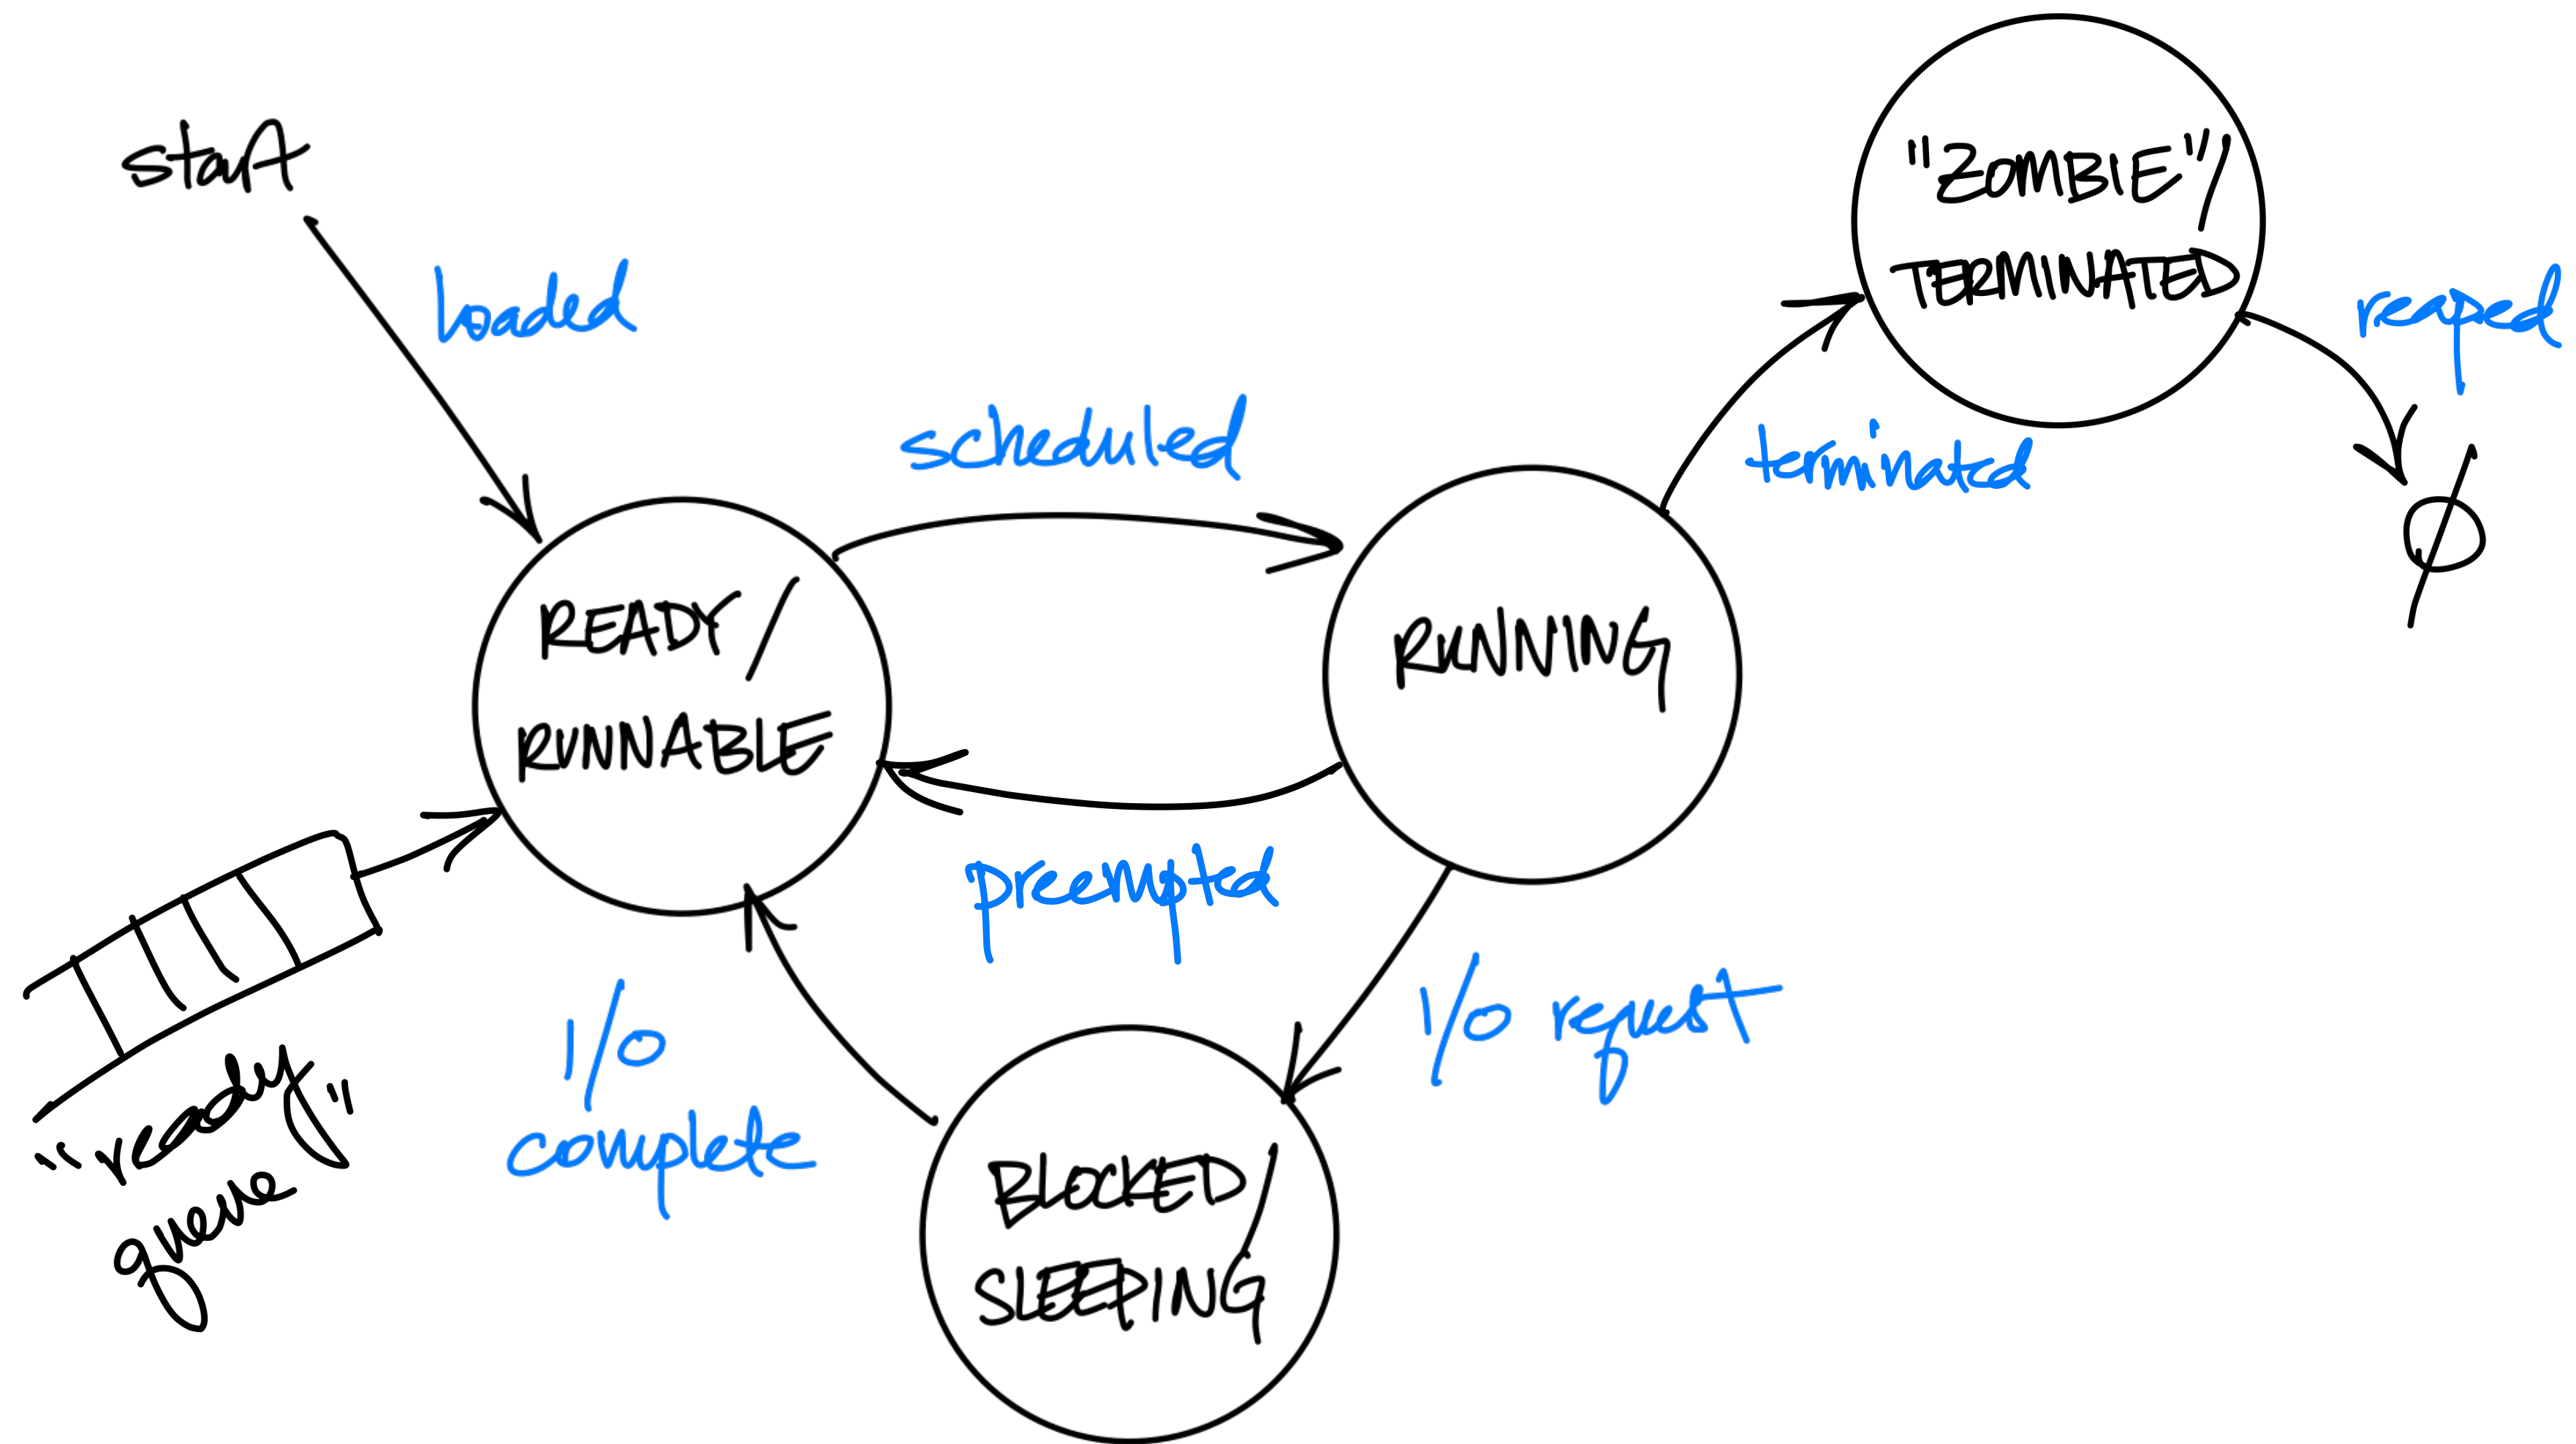 start
loaded
"ZOMBIE"/
TERMINATED
reaped
scheduled
terminated
Ø
READY/
RUNNABLE
RUNNING
preempted
I/O request
I/O
complete
"ready
queue"
BLOCKED/
SLEEPING